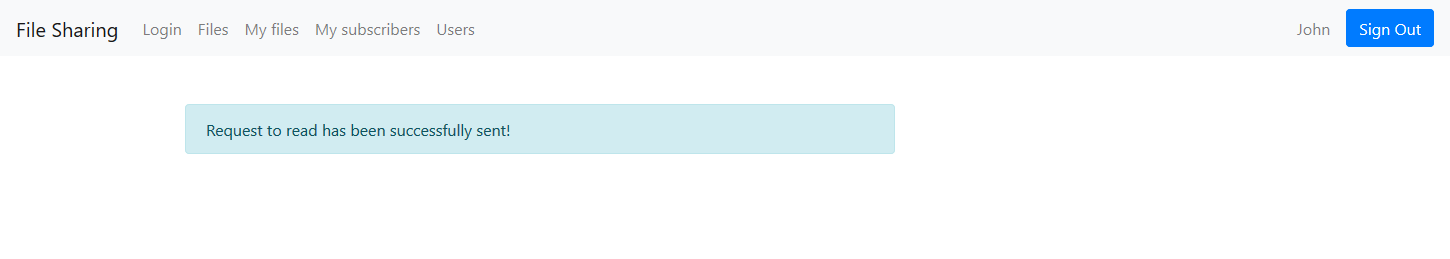 File Sharing Login Files My files My subscribers Users John Sign Out
Request to read has been successfully sent!